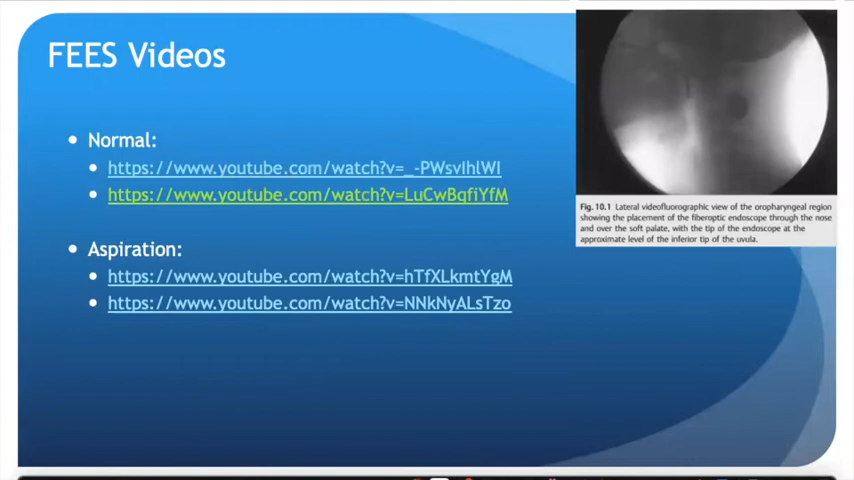 FEES Videos
Normal:
https://www.youtube.com/watch?v=_-PWsvIhlWI
https://www.youtube.com/watch?v=LuCwBqfiYfM
Aspiration:
https://www.youtube.com/watch?v=hTfXLkmtYgM
https://www.youtube.com/watch?v=NNkNyALsTzo
Fig. 10.1 Lateral videofluorographic view of the oropharyngeal region
showing the placement of the fiberoptic endoscope through the nose
and over the soft palate, with the tip of the endoscope at the
approximate level of the inferior tip of the uvula.